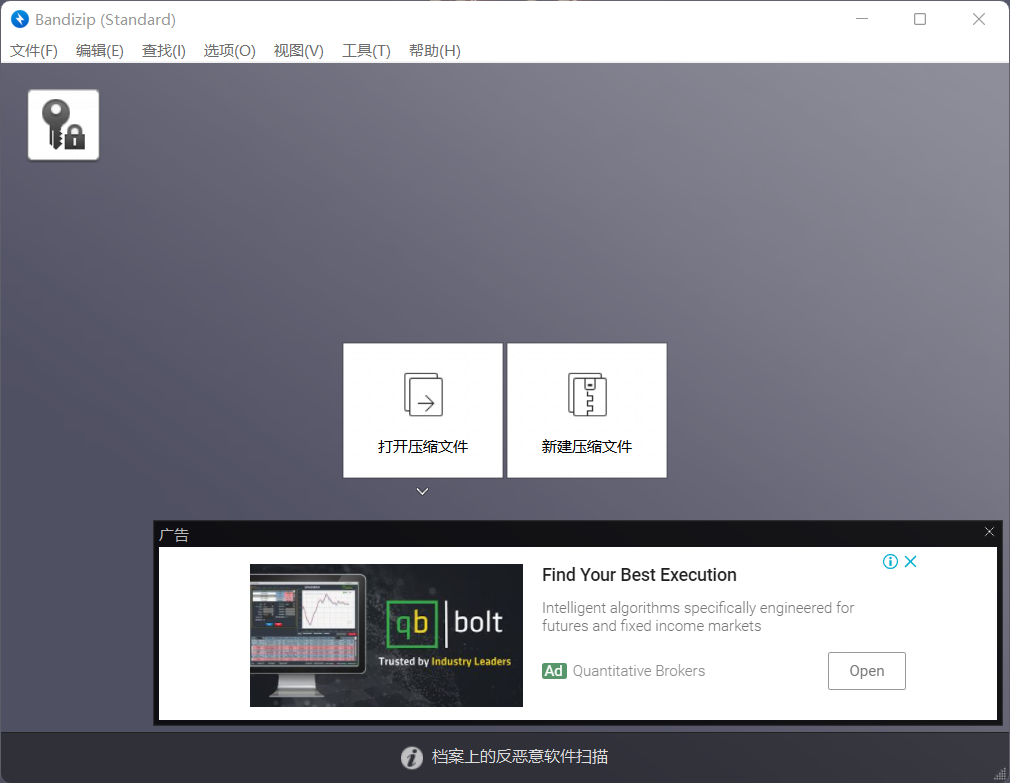 Bandizip (Standard)
文件(F) 编辑(E) 查找(I) 选项(O) 视图(V) 工具(T) 帮助(H)
打开压缩文件
新建压缩文件
广告
qb bolt
Trusted by Industry Leaders
Find Your Best Execution
Intelligent algorithms specifically engineered for
futures and fixed income markets
Ad Quantitative Brokers
Open
档案上的反恶意软件扫描